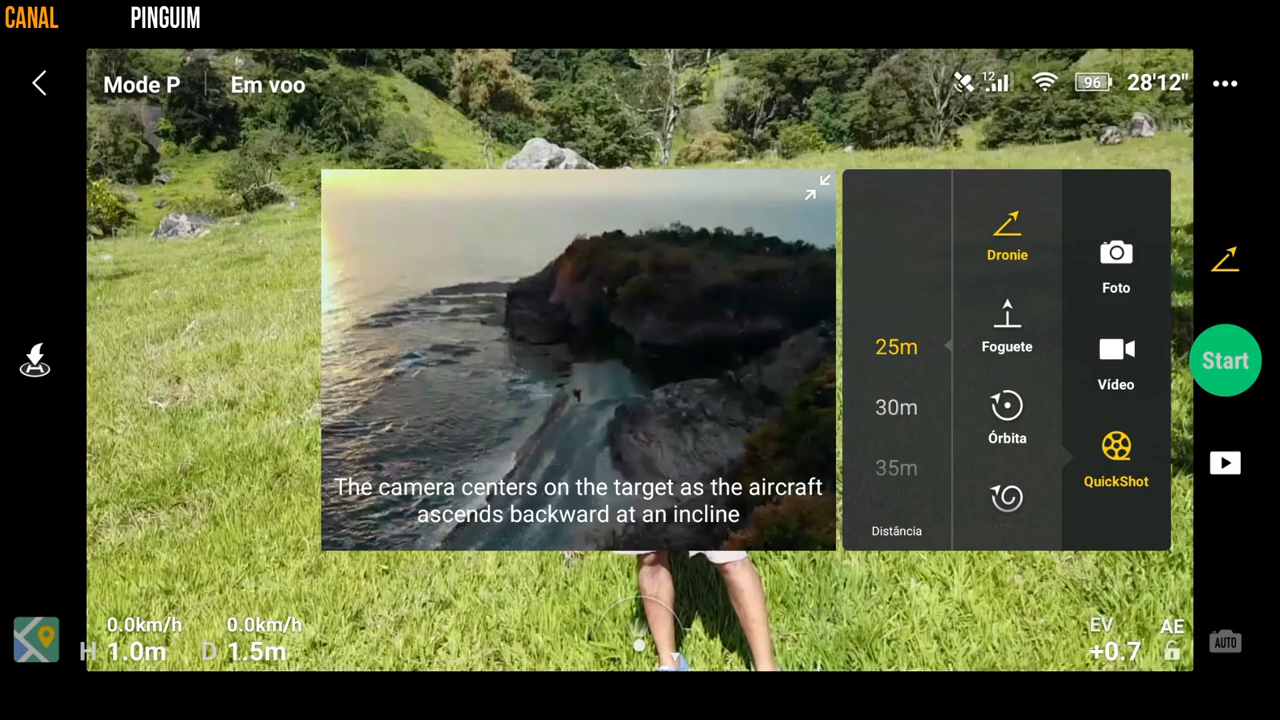 CANAL PINGUIM
Mode P Em voo 12 96 28'12"
Dronie
Foto
25m
Foguete
Vídeo
30m
Órbita
35m
QuickShot
Start
The camera centers on the target as the aircraft
ascends backward at an incline
Distância
0.0km/h 0.0km/h
H 1.0m D 1.5m
EV AE
+0.7
AUTO